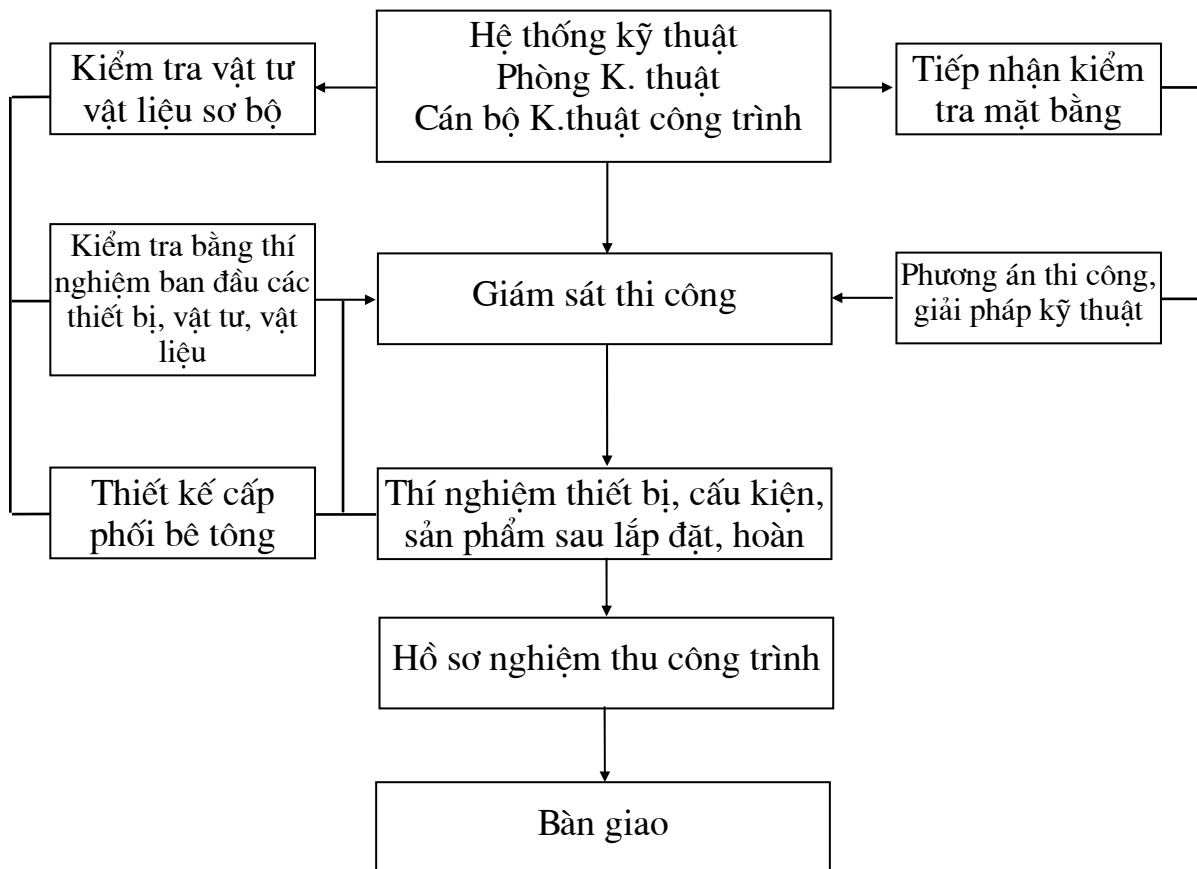 Kiểm tra vật tư
vật liệu sơ bộ
Hệ thống kỹ thuật
Phòng K. thuật
Cán bộ K.thuật công trình
Tiếp nhận kiểm
tra mặt bằng
Kiểm tra bằng thí
nghiệm ban đầu các
thiết bị, vật tư, vật
liệu
Giám sát thi công
Phương án thi công,
giải pháp kỹ thuật
Thiết kế cấp
phối bê tông
Thí nghiệm thiết bị, cấu kiện,
sản phẩm sau lắp đặt, hoàn
Hồ sơ nghiệm thu công trình
Bàn giao